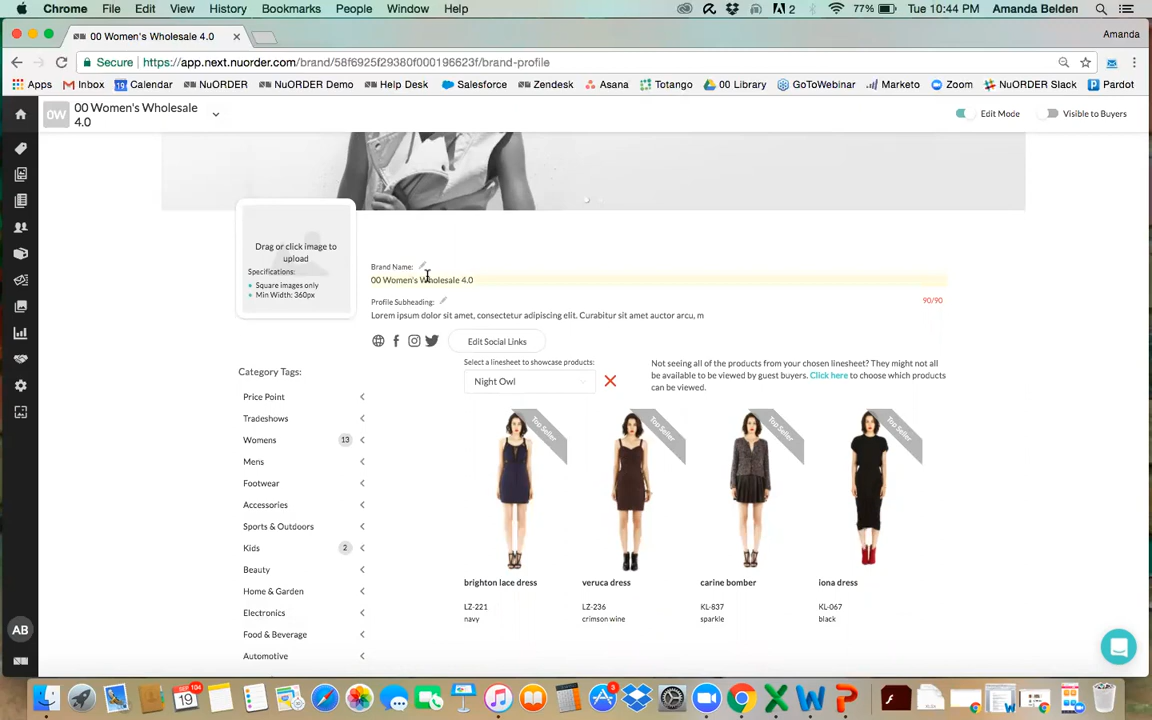 Chrome File Edit View History Bookmarks People Window Help 2 77% Tue 10:44 PM Amanda Belden
00 Women's Wholesale 4.0 Amanda
Secure https://app.next.nuorder.com/brand/58f6925f29380f000196623f/brand-profile
Apps Inbox Calendar NuORDER NuORDER Demo Help Desk Salesforce Zendesk Asana Totango 00 Library GoToWebinar Marketo Zoom NuORDER Slack Pardot
0W 00 Women's Wholesale
4.0
Edit Mode Visible to Buyers
Drag or click image to
upload
Specifications:
Square images only
Min Width: 360px
Brand Name:
00 Women's Wholesale 4.0
Profile Subheading: 90/90
Lorem ipsum dolor sit amet, consectetur adipiscing elit. Curabitur sit amet auctor arcu, m
Edit Social Links
Select a linesheet to showcase products:
Night Owl
Not seeing all of the products from your chosen linesheet? They might not all
be available to be viewed by guest buyers. Click here to choose which products
can be viewed.
Category Tags:
Price Point
Tradeshows
Womens 13
Mens
Footwear
Accessories
Sports & Outdoors
Kids 2
Beauty
Home & Garden
Electronics
Food & Beverage
Automotive
Top Seller Top Seller Top Seller Top Seller
brighton lace dress veruca dress carine bomber iona dress
LZ-221 LZ-236 KL-837 KL-067
navy crimson wine sparkle black
AB
SEP 104
19
3